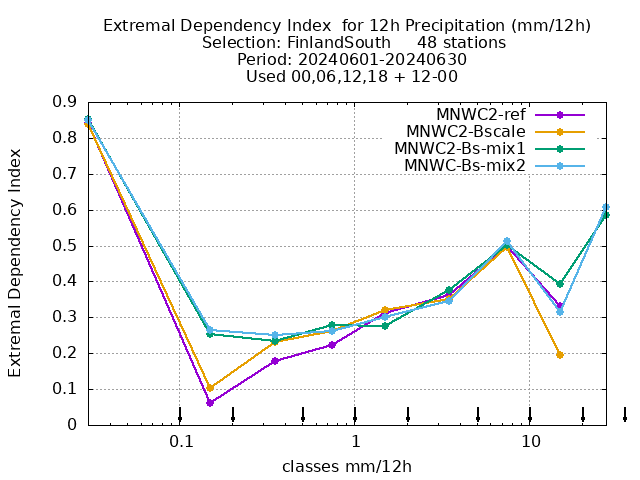 Extremal Dependency Index  for 12h Precipitation (mm/12h)
Selection: FinlandSouth     48 stations
Period: 20240601-20240630
Used 00,06,12,18 + 12-00
MNWC2-ref
MNWC2-Bscale
MNWC2-Bs-mix1
MNWC-Bs-mix2
Extremal Dependency Index
0.9
0.8
0.7
0.6
0.5
0.4
0.3
0.2
0.1
0
0.1 1 10
classes mm/12h